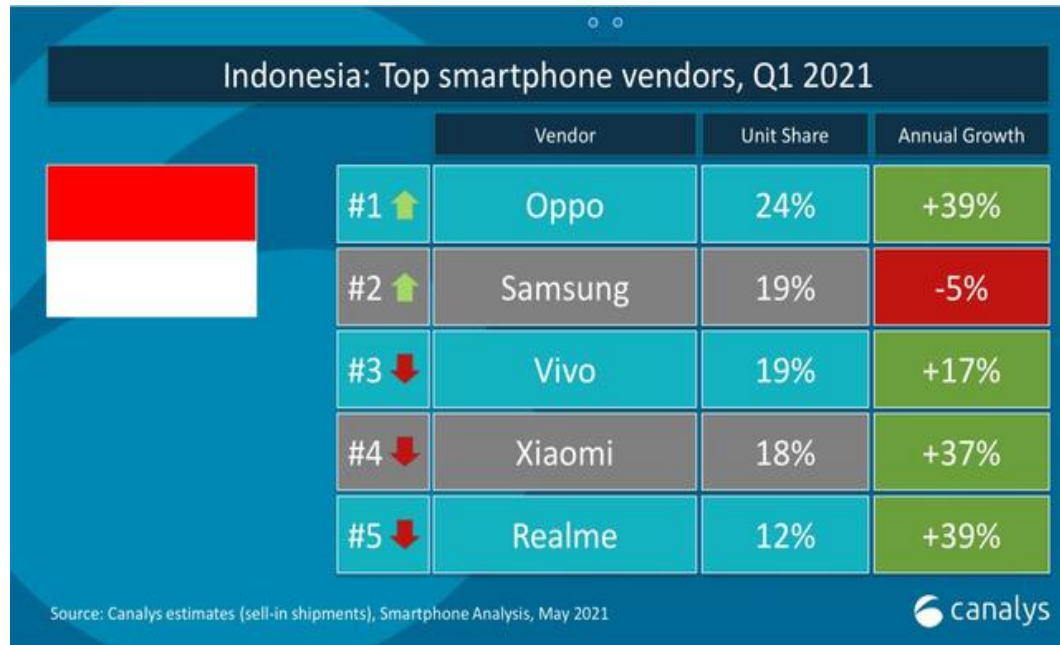 Indonesia: Top smartphone vendors, Q1 2021
Vendor Unit Share Annual Growth
#1 Oppo 24% +39%
#2 Samsung 19% -5%
#3 Vivo 19% +17%
#4 Xiaomi 18% +37%
#5 Realme 12% +39%
Source: Canalys estimates (sell-in shipments), Smartphone Analysis, May 2021
canalys